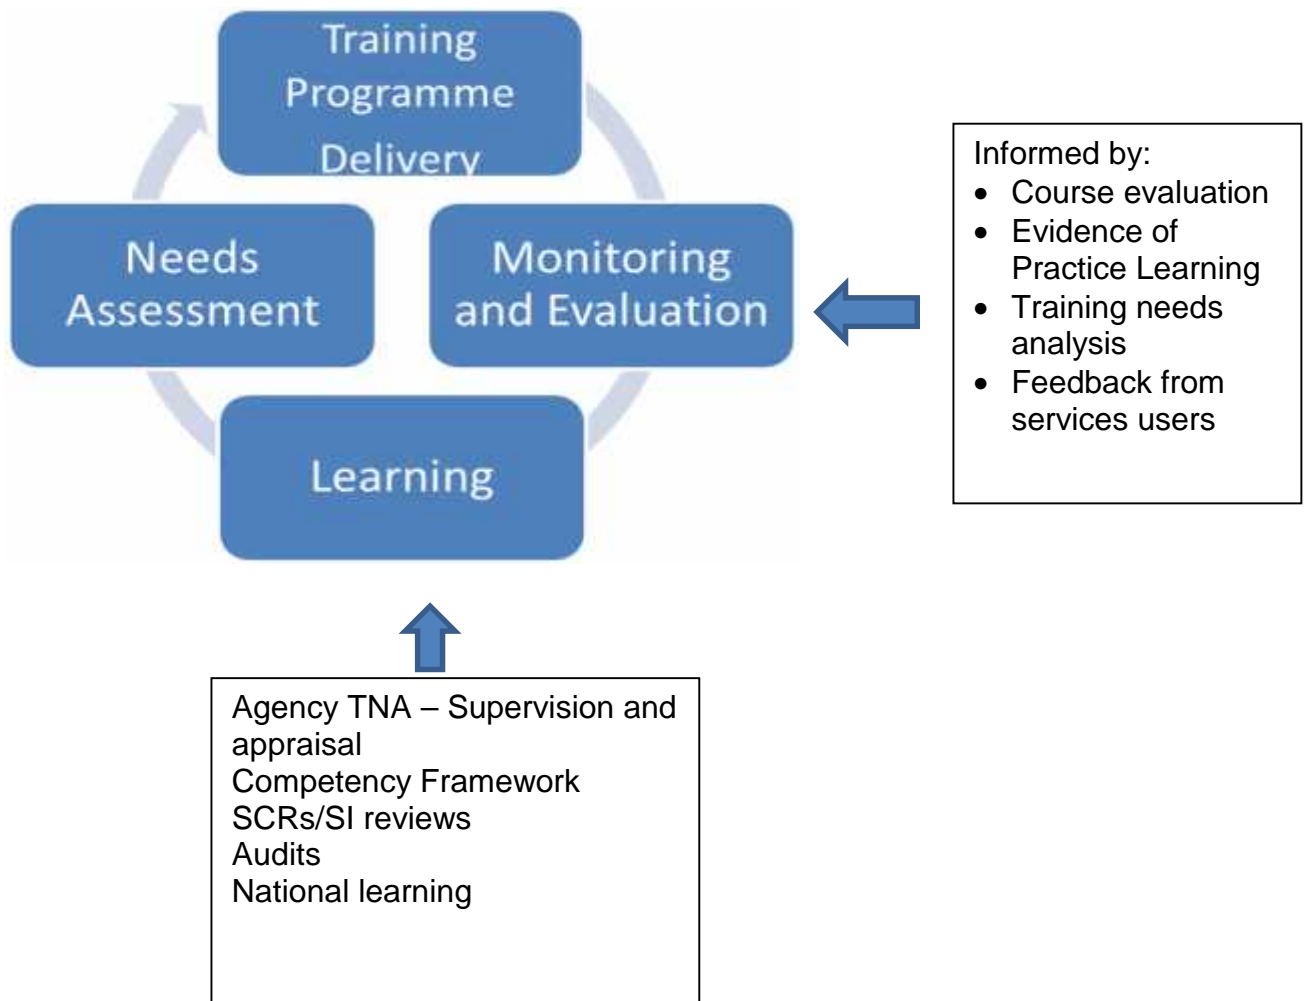 Training
Programme
Delivery
Needs
Assessment
Monitoring
and Evaluation
Learning
Informed by:
• Course evaluation
• Evidence of
Practice Learning
• Training needs
analysis
• Feedback from
services users
Agency TNA – Supervision and
appraisal
Competency Framework
SCRs/SI reviews
Audits
National learning